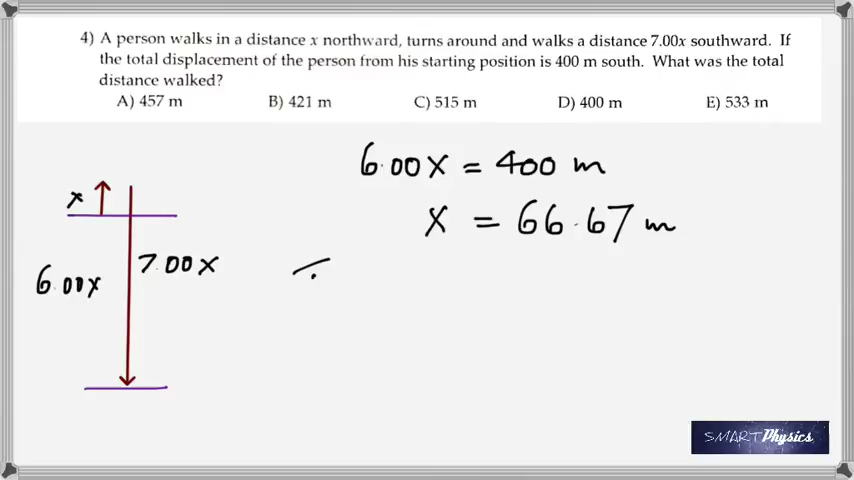 4) A person walks in a distance x northward, turns around and walks a distance 7.00x southward. If
the total displacement of the person from his starting position is 400 m south. What was the total
distance walked?
A) 457 m B) 421 m C) 515 m D) 400 m E) 533 m
6.00X = 400 m
x
X = 66.67 m
7.00X
6.00X
SMARTPhysics